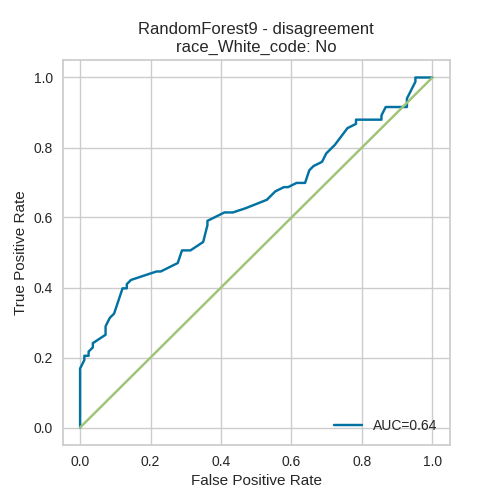 RandomForest9 - disagreement
race_White_code: No
True Positive Rate
1.0
0.8
0.6
0.4
0.2
0.0
AUC=0.64
0.0 0.2 0.4 0.6 0.8 1.0
False Positive Rate